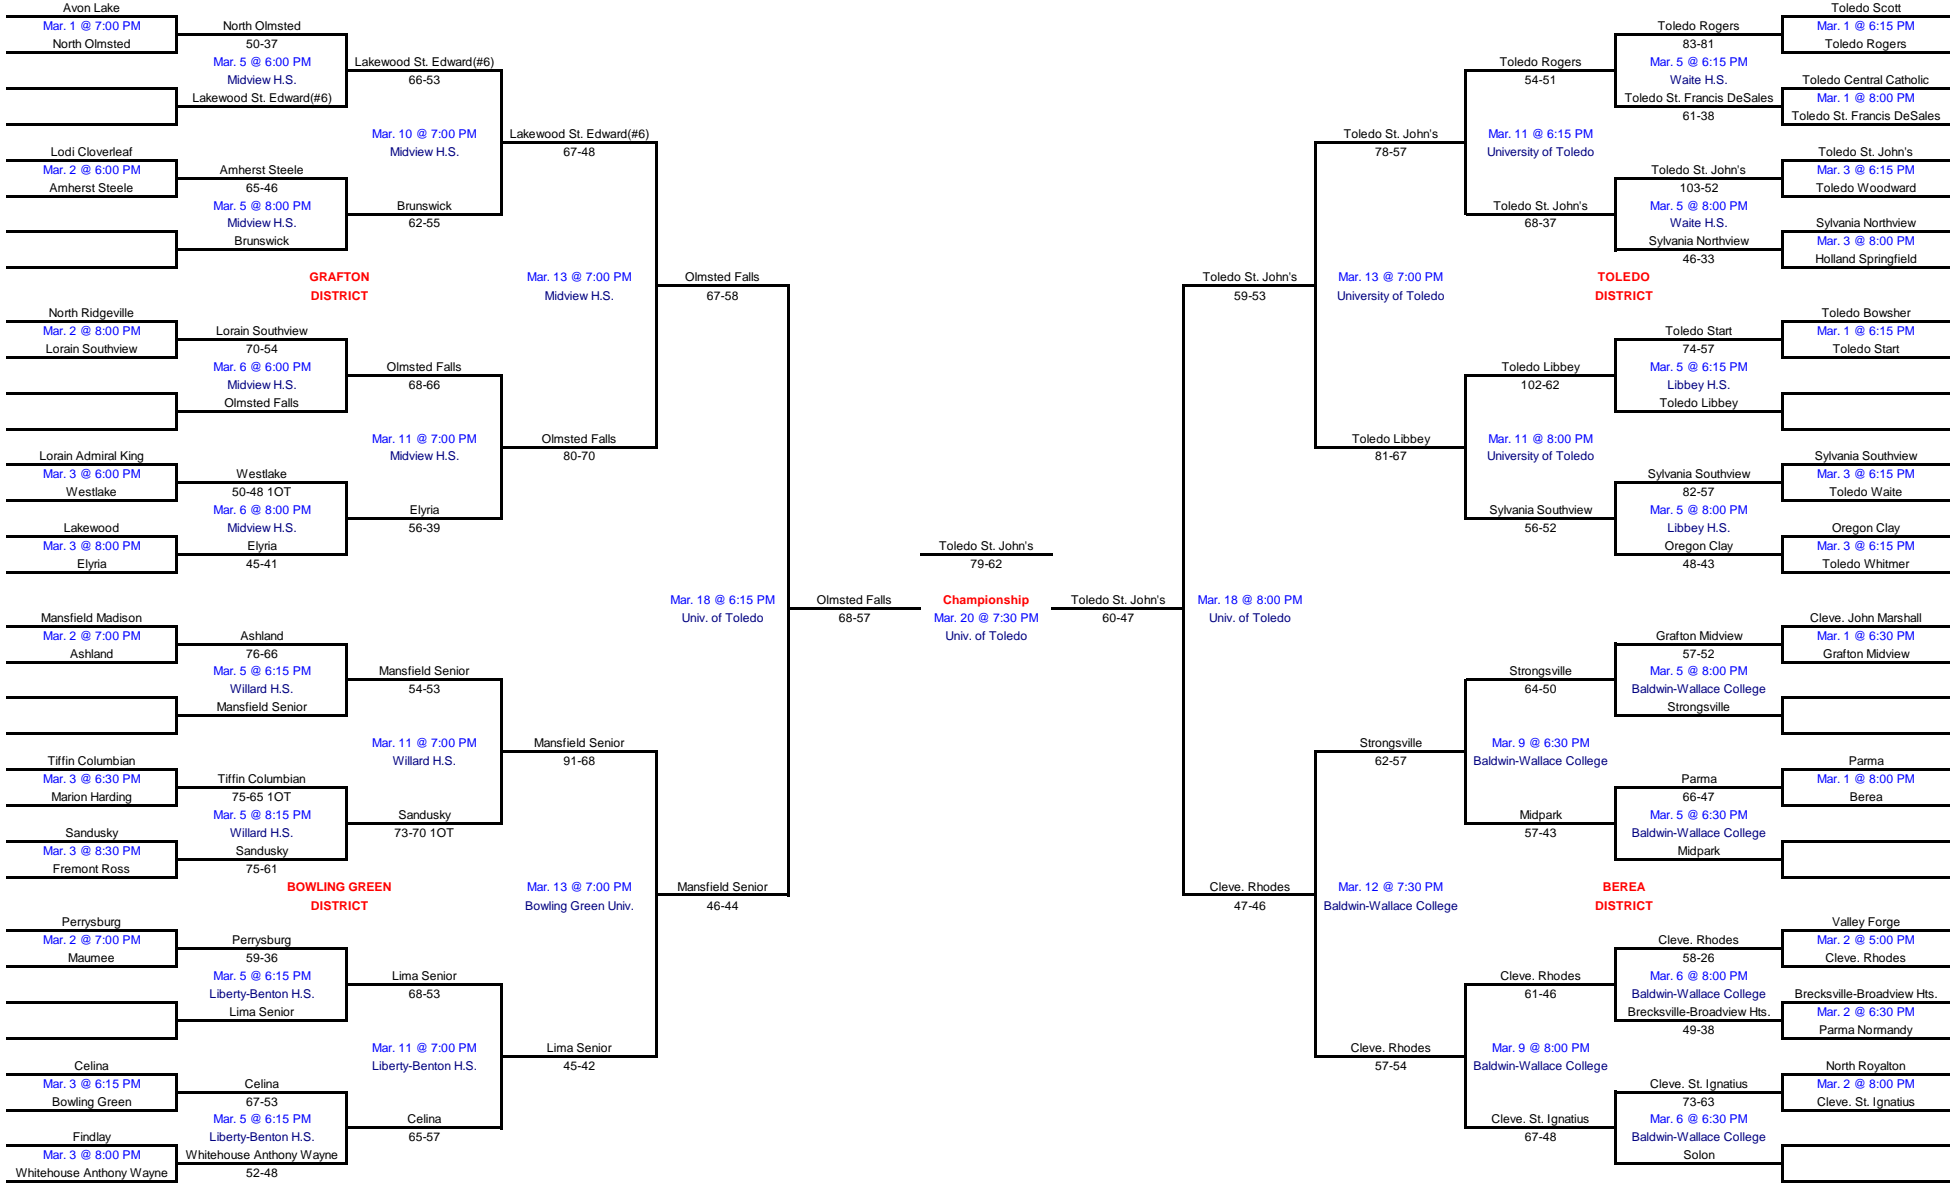 Avon Lake
Mar. 1 @ 7:00 PM
North Olmsted
North Olmsted
50-37
Mar. 5 @ 6:00 PM
Midview H.S.
Lakewood St. Edward(#6)
Lakewood St. Edward(#6)
66-53
Mar. 10 @ 7:00 PM
Midview H.S.
Lakewood St. Edward(#6)
67-48
Lodi Cloverleaf
Mar. 2 @ 6:00 PM
Amherst Steele
Amherst Steele
65-46
Mar. 5 @ 8:00 PM
Midview H.S.
Brunswick
Brunswick
62-55
GRAFTON
DISTRICT
Mar. 13 @ 7:00 PM
Midview H.S.
Olmsted Falls
67-58
North Ridgeville
Mar. 2 @ 8:00 PM
Lorain Southview
Lorain Southview
70-54
Mar. 6 @ 6:00 PM
Midview H.S.
Olmsted Falls
Olmsted Falls
68-66
Mar. 11 @ 7:00 PM
Midview H.S.
Olmsted Falls
80-70
Lorain Admiral King
Mar. 3 @ 6:00 PM
Westlake
Westlake
50-48 1OT
Mar. 6 @ 8:00 PM
Midview H.S.
Elyria
45-41
Elyria
56-39
Lakewood
Mar. 3 @ 8:00 PM
Elyria
Mar. 18 @ 6:15 PM
Univ. of Toledo
Olmsted Falls
68-57
Mansfield Madison
Mar. 2 @ 7:00 PM
Ashland
Ashland
76-66
Mar. 5 @ 6:15 PM
Willard H.S.
Mansfield Senior
Mansfield Senior
54-53
Mar. 11 @ 7:00 PM
Willard H.S.
Mansfield Senior
91-68
Tiffin Columbian
Mar. 3 @ 6:30 PM
Marion Harding
Tiffin Columbian
75-65 1OT
Mar. 5 @ 8:15 PM
Willard H.S.
Sandusky
75-61
Sandusky
73-70 1OT
Sandusky
Mar. 3 @ 8:30 PM
Fremont Ross
BOWLING GREEN
DISTRICT
Mar. 13 @ 7:00 PM
Bowling Green Univ.
Mansfield Senior
46-44
Perrysburg
Mar. 2 @ 7:00 PM
Maumee
Perrysburg
59-36
Mar. 5 @ 6:15 PM
Liberty-Benton H.S.
Lima Senior
Lima Senior
68-53
Mar. 11 @ 7:00 PM
Liberty-Benton H.S.
Lima Senior
45-42
Celina
Mar. 3 @ 6:15 PM
Bowling Green
Celina
67-53
Mar. 5 @ 6:15 PM
Liberty-Benton H.S.
Whitehouse Anthony Wayne
52-48
Celina
65-57
Findlay
Mar. 3 @ 8:00 PM
Whitehouse Anthony Wayne
Toledo St. John's
79-62
Championship
Mar. 20 @ 7:30 PM
Univ. of Toledo
Toledo St. John's
60-47
Mar. 18 @ 8:00 PM
Univ. of Toledo
Toledo Scott
Mar. 1 @ 6:15 PM
Toledo Rogers
Toledo Rogers
83-81
Mar. 5 @ 6:15 PM
Waite H.S.
Toledo St. Francis DeSales
61-38
Toledo Central Catholic
Mar. 1 @ 8:00 PM
Toledo St. Francis DeSales
Toledo Rogers
54-51
Mar. 11 @ 6:15 PM
University of Toledo
Toledo St. John's
78-57
Toledo St. John's
Mar. 3 @ 6:15 PM
Toledo Woodward
Toledo St. John's
103-52
Mar. 5 @ 8:00 PM
Waite H.S.
Sylvania Northview
46-33
Toledo St. John's
68-37
Sylvania Northview
Mar. 3 @ 8:00 PM
Holland Springfield
TOLEDO
DISTRICT
Mar. 13 @ 7:00 PM
University of Toledo
Toledo St. John's
59-53
Toledo Bowsher
Mar. 1 @ 6:15 PM
Toledo Start
Toledo Start
74-57
Mar. 5 @ 6:15 PM
Libbey H.S.
Toledo Libbey
Toledo Libbey
102-62
Mar. 11 @ 8:00 PM
University of Toledo
Toledo Libbey
81-67
Sylvania Southview
Mar. 3 @ 6:15 PM
Toledo Waite
Sylvania Southview
82-57
Mar. 5 @ 8:00 PM
Libbey H.S.
Oregon Clay
48-43
Sylvania Southview
56-52
Oregon Clay
Mar. 3 @ 6:15 PM
Toledo Whitmer
Cleve. John Marshall
Mar. 1 @ 6:30 PM
Grafton Midview
Grafton Midview
57-52
Mar. 5 @ 8:00 PM
Baldwin-Wallace College
Strongsville
Strongsville
64-50
Mar. 9 @ 6:30 PM
Baldwin-Wallace College
Strongsville
62-57
Parma
Mar. 1 @ 8:00 PM
Berea
Parma
66-47
Mar. 5 @ 6:30 PM
Baldwin-Wallace College
Midpark
Midpark
57-43
BEREA
DISTRICT
Mar. 12 @ 7:30 PM
Baldwin-Wallace College
Cleve. Rhodes
47-46
Valley Forge
Mar. 2 @ 5:00 PM
Cleve. Rhodes
Cleve. Rhodes
58-26
Mar. 6 @ 8:00 PM
Baldwin-Wallace College
Brecksville-Broadview Hts.
49-38
Brecksville-Broadview Hts.
Mar. 2 @ 6:30 PM
Parma Normandy
Cleve. Rhodes
61-46
Mar. 9 @ 8:00 PM
Baldwin-Wallace College
Cleve. Rhodes
57-54
North Royalton
Mar. 2 @ 8:00 PM
Cleve. St. Ignatius
Cleve. St. Ignatius
73-63
Mar. 6 @ 6:30 PM
Baldwin-Wallace College
Solon
Cleve. St. Ignatius
67-48